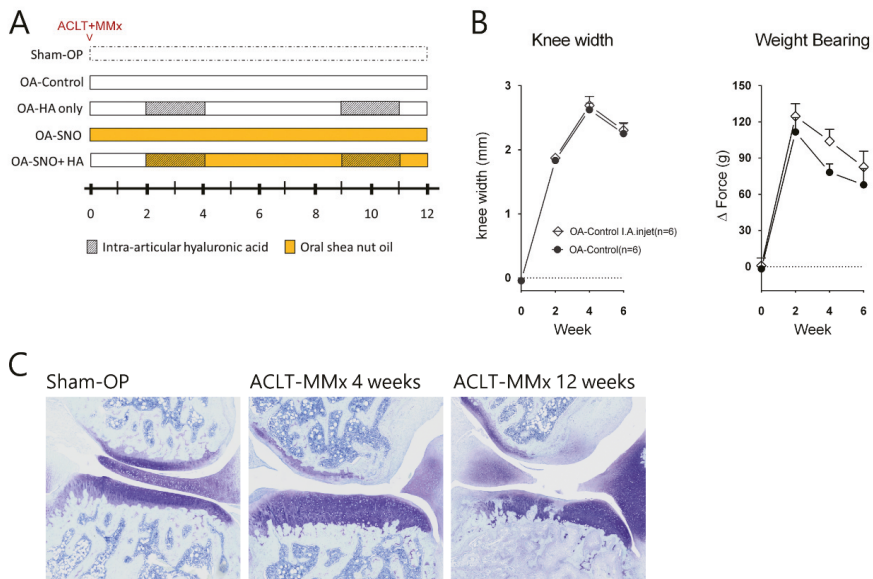 A
ACLT+MMx
Sham-OP
OA-Control
OA-HA only
OA-SNO
OA-SNO+ HA
0 2 4 6 8 10 12
Intra-articular hyaluronic acid Oral shea nut oil
B
Knee width
knee width (mm)
3
2
1
0
OA-Control I.A.injet(n=6)
OA-Control(n=6)
0 2 4 6
Week
Weight Bearing
Δ Force (g)
150
120
90
60
30
0
0 2 4 6
Week
C
Sham-OP ACLT-MMx 4 weeks ACLT-MMx 12 weeks